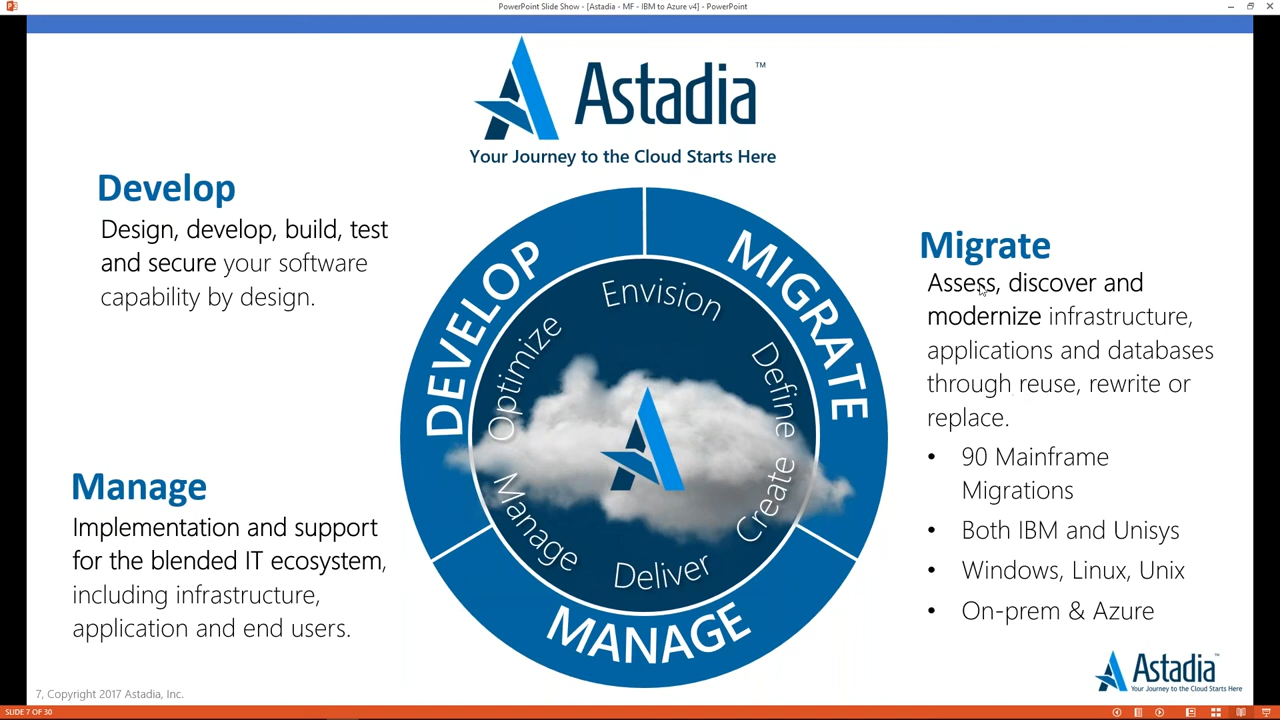 PowerPoint Slide Show - [Astadia - MF - IBM to Azure v4] - PowerPoint
Astadia™
Your Journey to the Cloud Starts Here
Develop
Design, develop, build, test
and secure your software
capability by design.
Manage
Implementation and support
for the blended IT ecosystem,
including infrastructure,
application and end users.
DEVELOP
MIGRATE
MANAGE
Envision
Define
Create
Deliver
Manage
Optimize
Migrate
Assess, discover and
modernize infrastructure,
applications and databases
through reuse, rewrite or
replace.
• 90 Mainframe
Migrations
• Both IBM and Unisys
• Windows, Linux, Unix
• On-prem & Azure
Astadia™
Your Journey to the Cloud Starts Here
7, Copyright 2017 Astadia, Inc.
SLIDE 7 OF 30